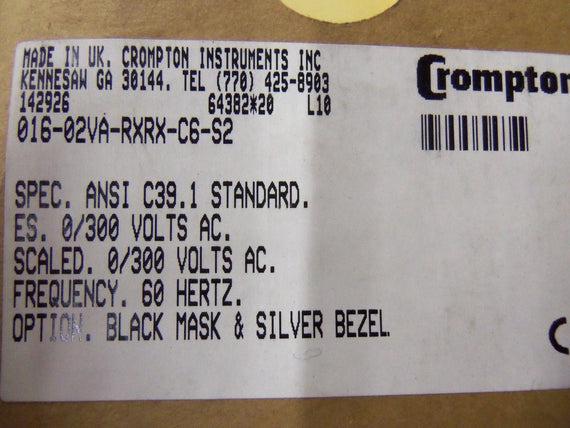 MADE IN UK. CROMPTON INSTRUMENTS INC
KENNESAW GA 30144. TEL (770) 425-8903
142926 64382*20 L10
016-02VA-RXRX-C6-S2
Crompton
SPEC. ANSI C39.1 STANDARD.
ES. 0/300 VOLTS AC.
SCALED. 0/300 VOLTS AC.
FREQUENCY. 60 HERTZ.
OPTION. BLACK MASK & SILVER BEZEL